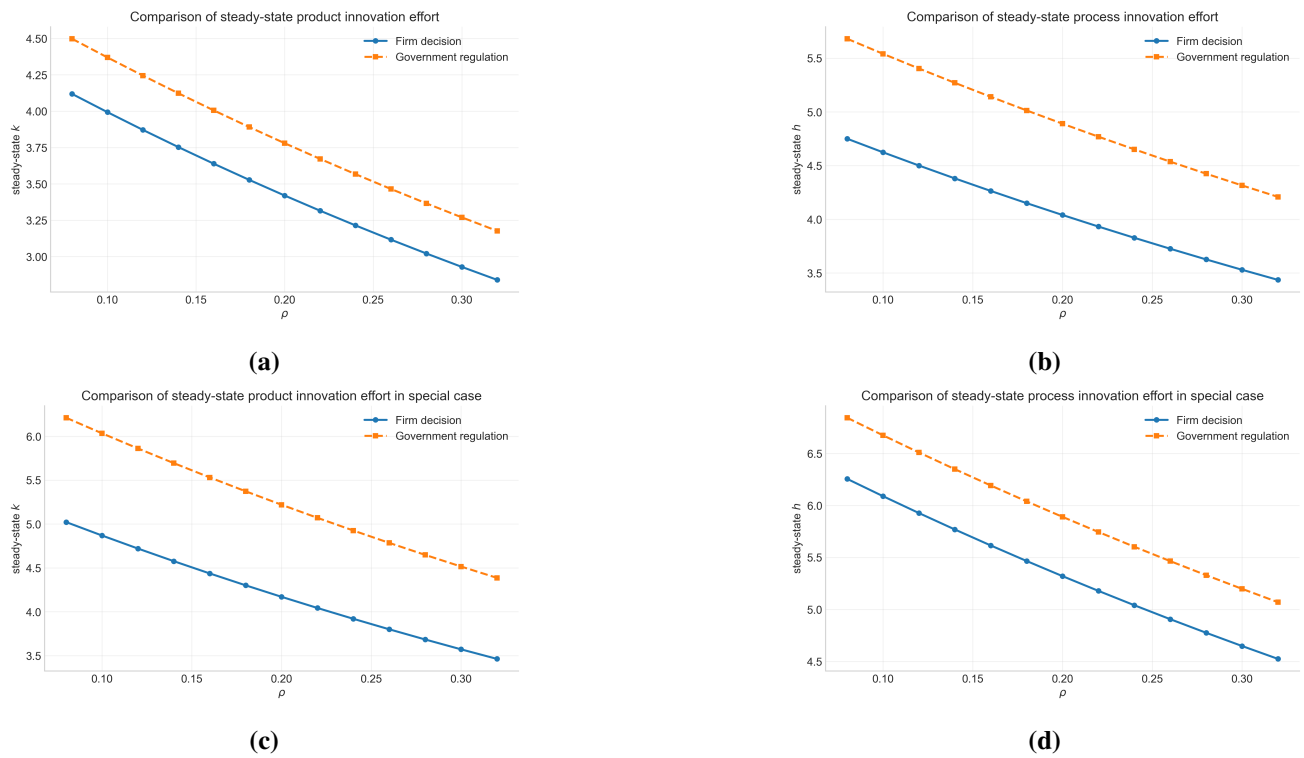 Comparison of steady-state product innovation effort
Firm decision
Government regulation
4.50
4.25
4.00
3.75
3.50
3.25
3.00
steady-state k
0.10 0.15 0.20 0.25 0.30
ρ
(a)
Comparison of steady-state process innovation effort
Firm decision
Government regulation
5.5
5.0
4.5
4.0
3.5
steady-state h
0.10 0.15 0.20 0.25 0.30
ρ
(b)
Comparison of steady-state product innovation effort in special case
Firm decision
Government regulation
6.0
5.5
5.0
4.5
4.0
3.5
steady-state k
0.10 0.15 0.20 0.25 0.30
ρ
(c)
Comparison of steady-state process innovation effort in special case
Firm decision
Government regulation
6.5
6.0
5.5
5.0
4.5
steady-state h
0.10 0.15 0.20 0.25 0.30
ρ
(d)